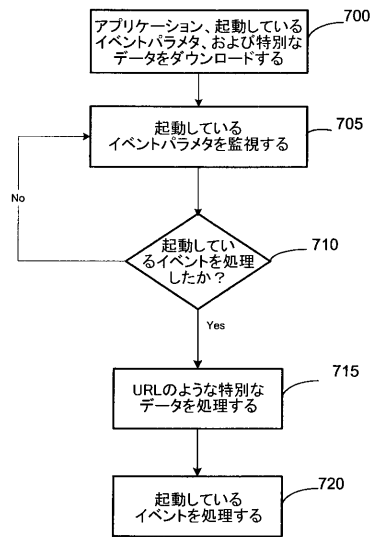 アプリケーション、起動している
イベントパラメタ、および特別な
データをダウンロードする
700
起動している
イベントパラメタを監視する
705
No
起動してい
るイベントを処理
したか？
710
Yes
URLのような特別な
データを処理する
715
起動している
イベントを処理する
720